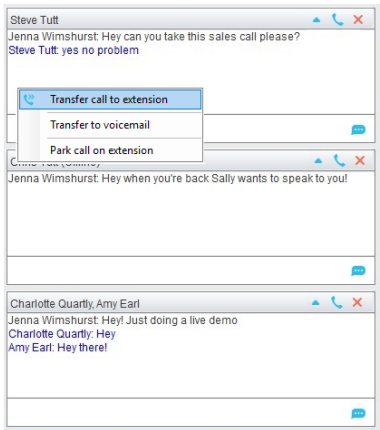 Steve Tutt
Jenna Wimshurst: Hey can you take this sales call please?
Steve Tutt: yes no problem
Transfer call to extension
Transfer to voicemail
Park call on extension
Jenna Wimshurst: Hey when you're back Sally wants to speak to you!
Charlotte Quartly, Amy Earl
Jenna Wimshurst: Hey! Just doing a live demo
Charlotte Quartly: Hey
Amy Earl: Hey there!